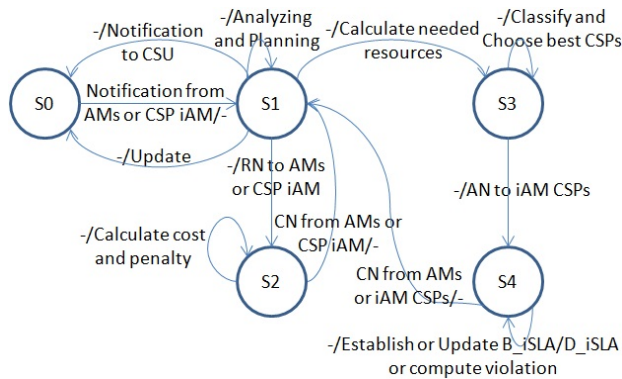 -/Notification
to CSU
-/Analyzing
and Planning
-/Calculate needed
resources
-/Classify and
Choose best CSPs
S0
Notification from
AMs or CSP iAM/-
S1
S3
-/Update
-/RN to AMs
or CSP iAM
-/AN to iAM CSPs
-/Calculate cost
and penalty
CN from AMs or
CSP iAM/-
S2
CN from AMs
or iAM CSPs/-
S4
-/Establish or Update B_iSLA/D_iSLA
or compute violation